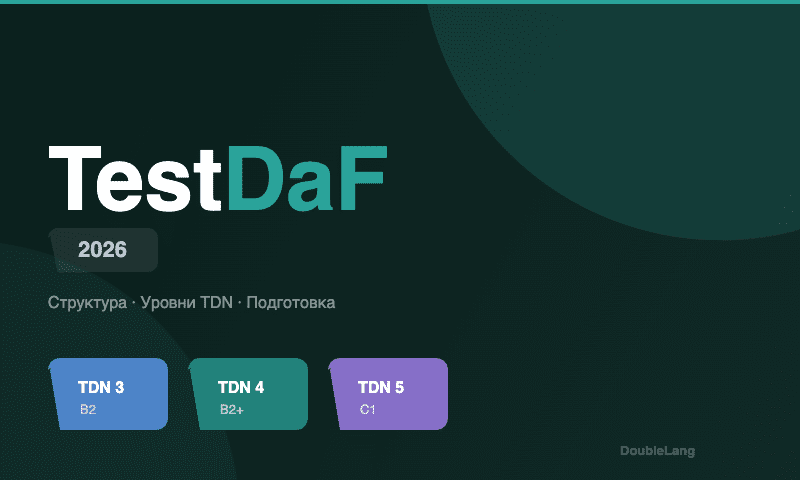 TestDaF
2026
Структура · Уровни TDN · Подготовка
TDN 3
B2
TDN 4
B2+
TDN 5
C1
DoubleLang